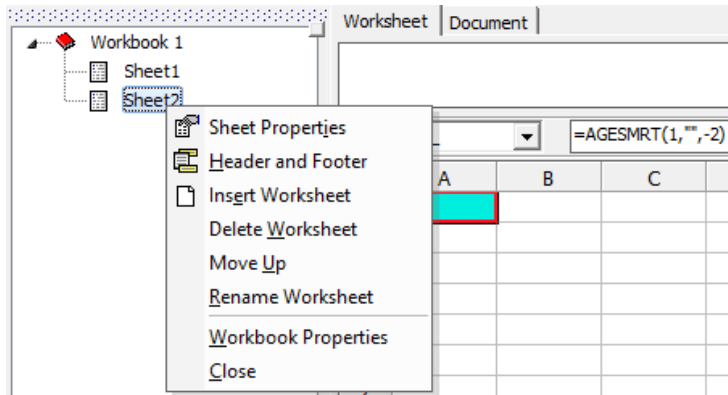 Worksheet Document
Workbook 1
Sheet1
Sheet2
Sheet Properties
=AGESMRT(1,"",-2)
Header and Footer
A B C
Insert Worksheet
Delete Worksheet
Move Up
Rename Worksheet
Workbook Properties
Close